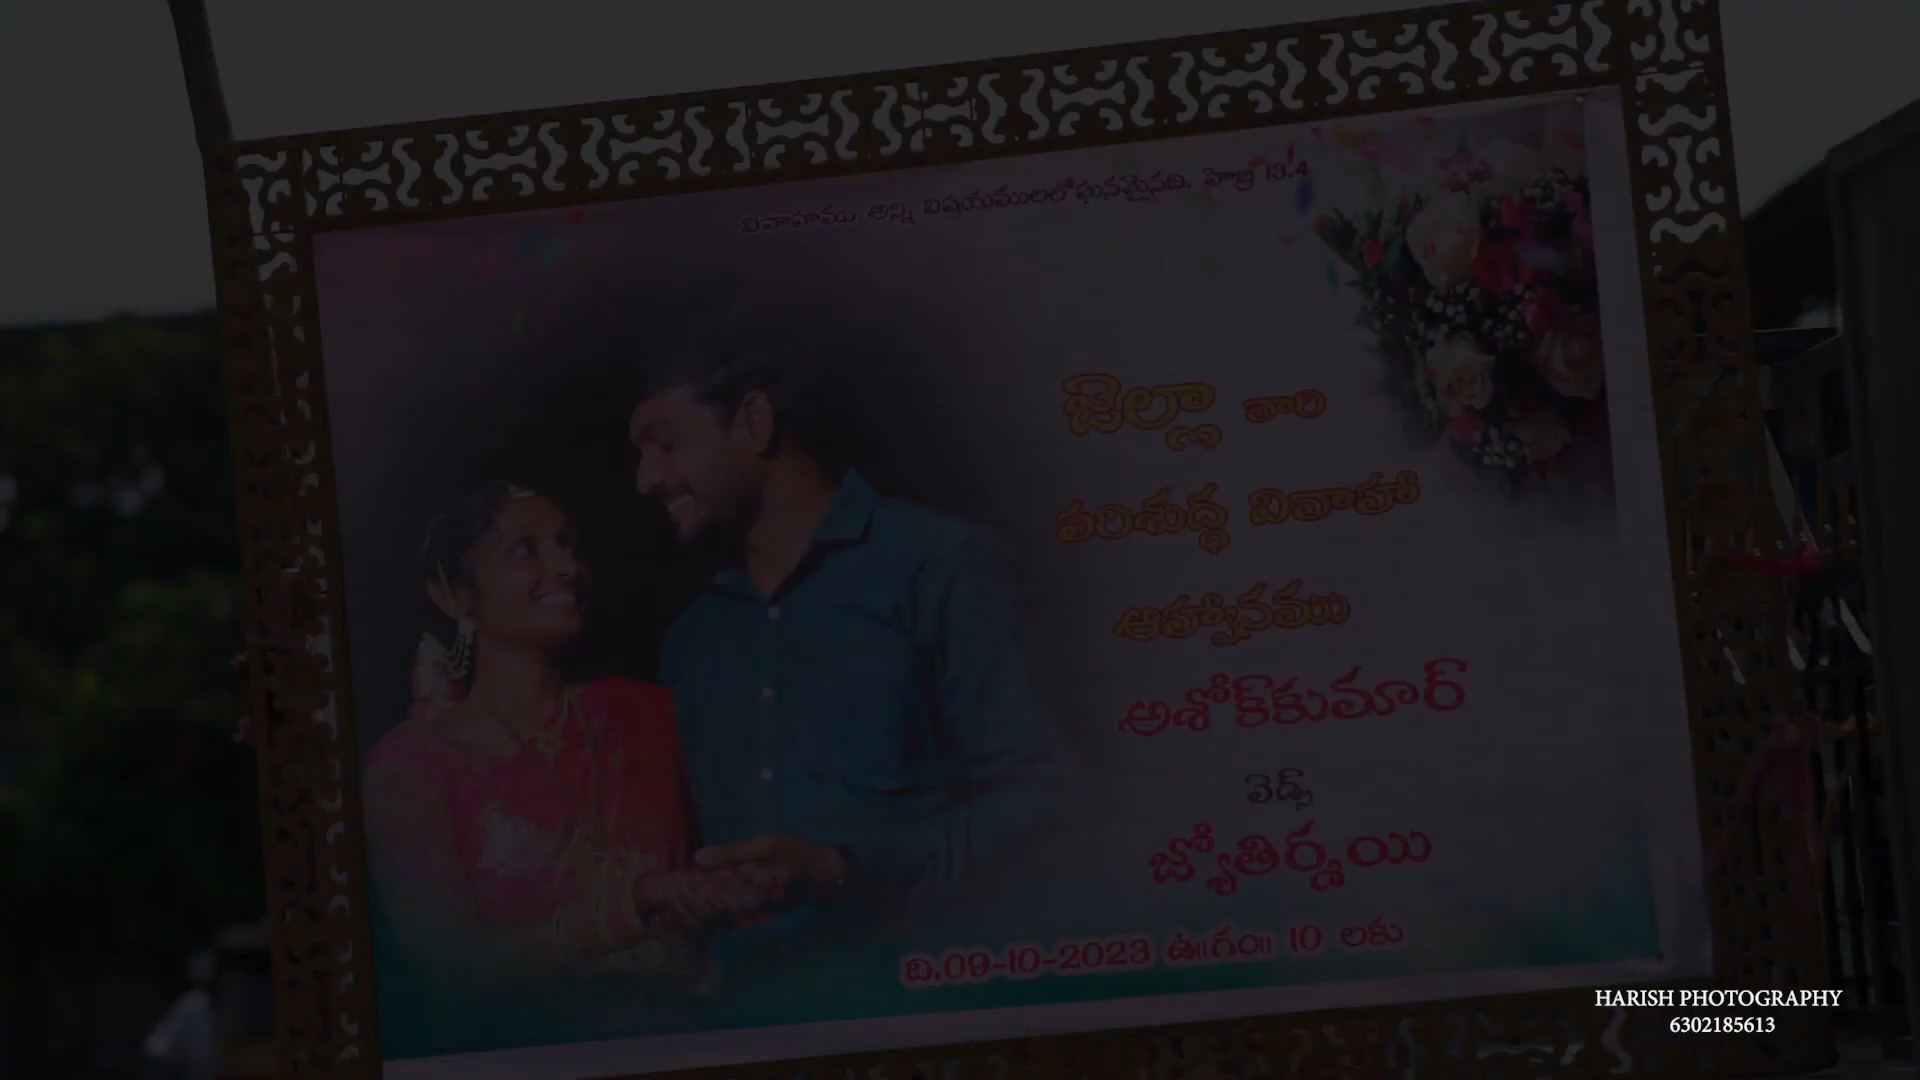 వివాహము అన్ని విషయములలోఘనమైనది. హెబ్రీ 13.4
జెల్లా వారి
పరిశుద్ధ వివాహ
ఆహ్వానము
అశోక్‌కుమార్
వెడ్స్
జ్యోతిర్మయి
ది.09-10-2023 ఉ॥గం॥ 10 లకు
HARISH PHOTOGRAPHY
6302185613